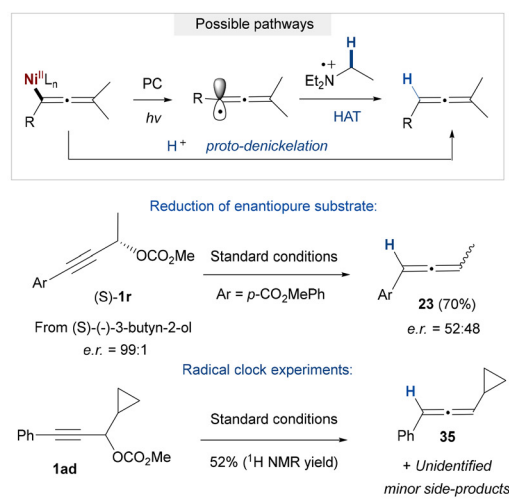 Possible pathways
Ni^II L_n
R
PC
hν
R
•
H
•+
Et2N
HAT
H
R
H+ proto-denickelation
Reduction of enantiopure substrate:
Ar
OCO2Me
(S)-1r
From (S)-(-)-3-butyn-2-ol
e.r. = 99:1
Standard conditions
Ar = p-CO2MePh
H
Ar
23 (70%)
e.r. = 52:48
Radical clock experiments:
Ph
OCO2Me
1ad
Standard conditions
52% (1H NMR yield)
H
Ph
35
+ Unidentified
minor side-products